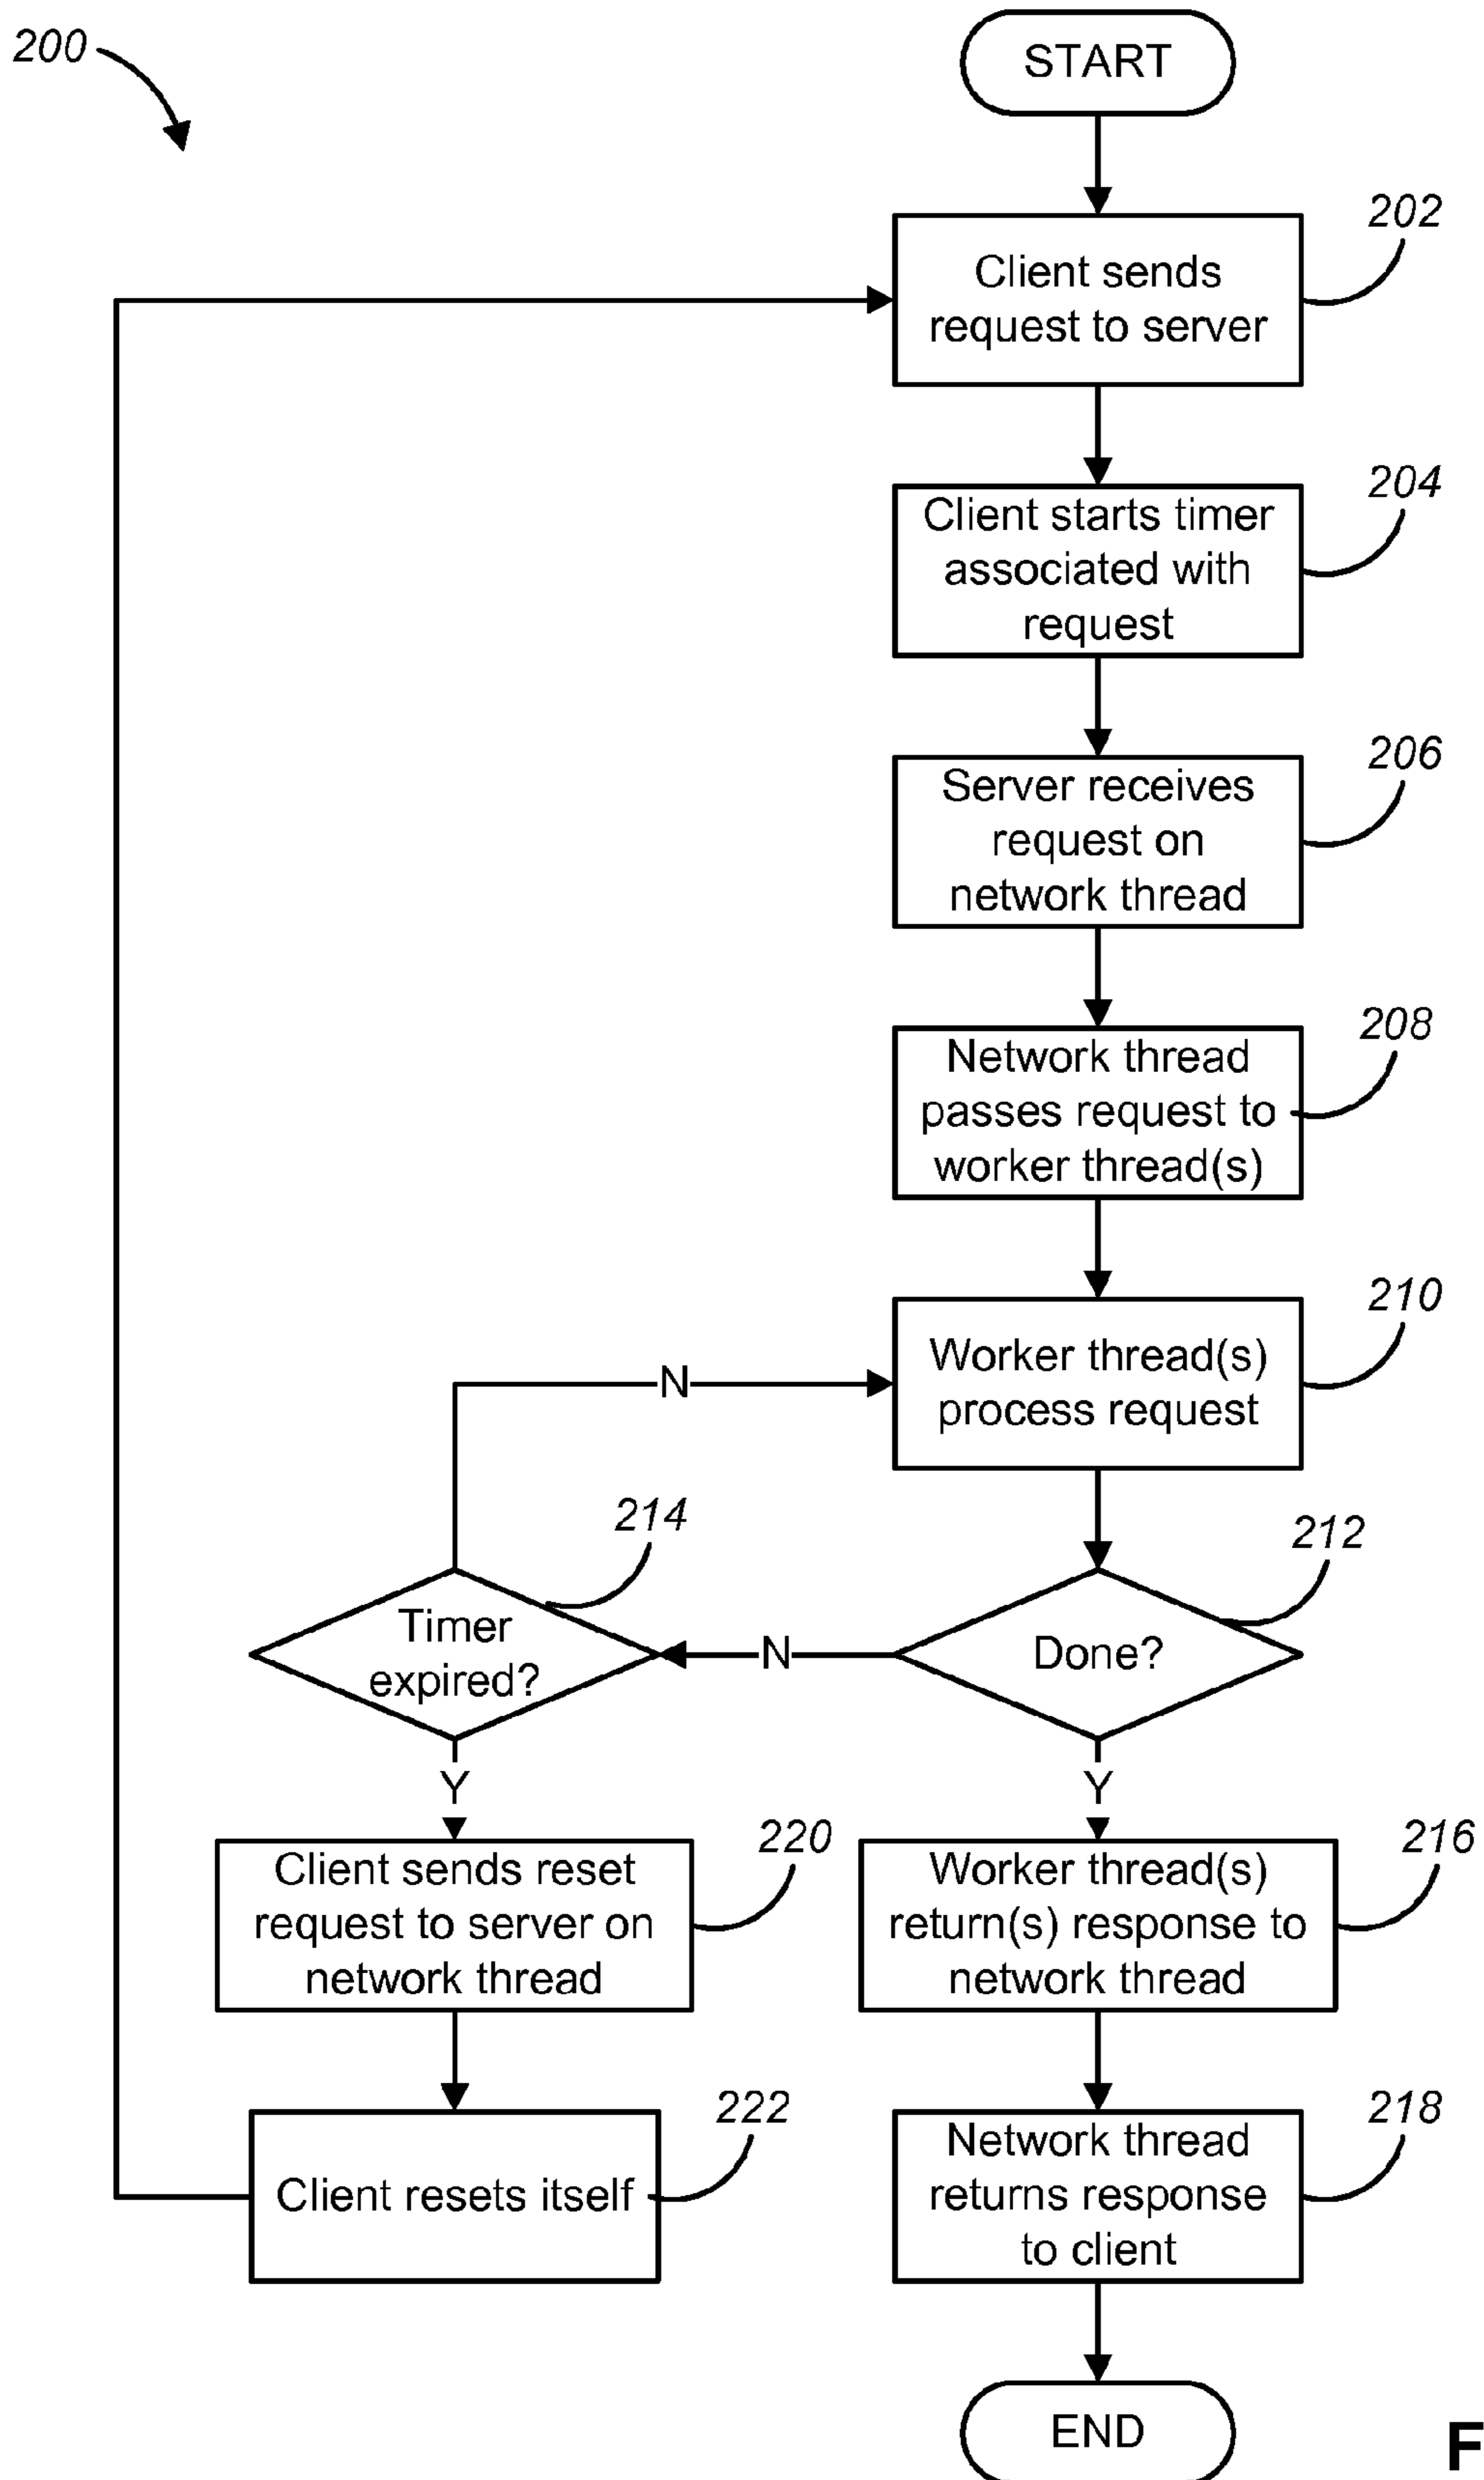 200
START
202
Client sends
request to server
204
Client starts timer
associated with
request
206
Server receives
request on
network thread
208
Network thread
passes request to
worker thread(s)
210
Worker thread(s)
process request
N
214
Timer
expired?
N
212
Done?
Y
Y
220
Client sends reset
request to server on
network thread
216
Worker thread(s)
return(s) response to
network thread
222
Client resets itself
218
Network thread
returns response
to client
END
F